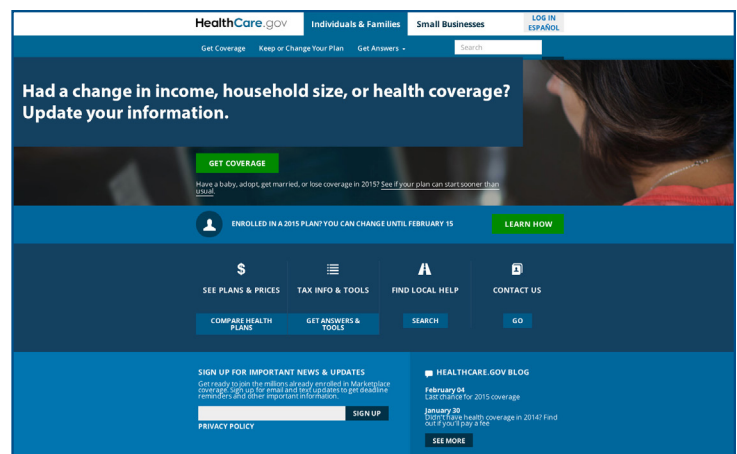 HealthCare.gov
Individuals & Families
Small Businesses
LOG IN
ESPAÑOL
Get Coverage
Keep or Change Your Plan
Get Answers
Search
Had a change in income, household size, or health coverage?
Update your information.
GET COVERAGE
Have a baby, adopt, get married, or lose coverage in 2015? See if your plan can start sooner than
usual.
ENROLLED IN A 2015 PLAN? YOU CAN CHANGE UNTIL FEBRUARY 15
LEARN HOW
SEE PLANS & PRICES
TAX INFO & TOOLS
FIND LOCAL HELP
CONTACT US
COMPARE HEALTH
PLANS
GET ANSWERS &
TOOLS
SEARCH
GO
SIGN UP FOR IMPORTANT NEWS & UPDATES
Get ready to join the millions already enrolled in Marketplace
coverage. Sign up for email and text updates to get deadline
reminders and other important information.
SIGN UP
PRIVACY POLICY
HEALTHCARE.GOV BLOG
February 04
Last chance for 2015 coverage
January 30
Didn't have health coverage in 2014? Find
out if you'll pay a fee
SEE MORE